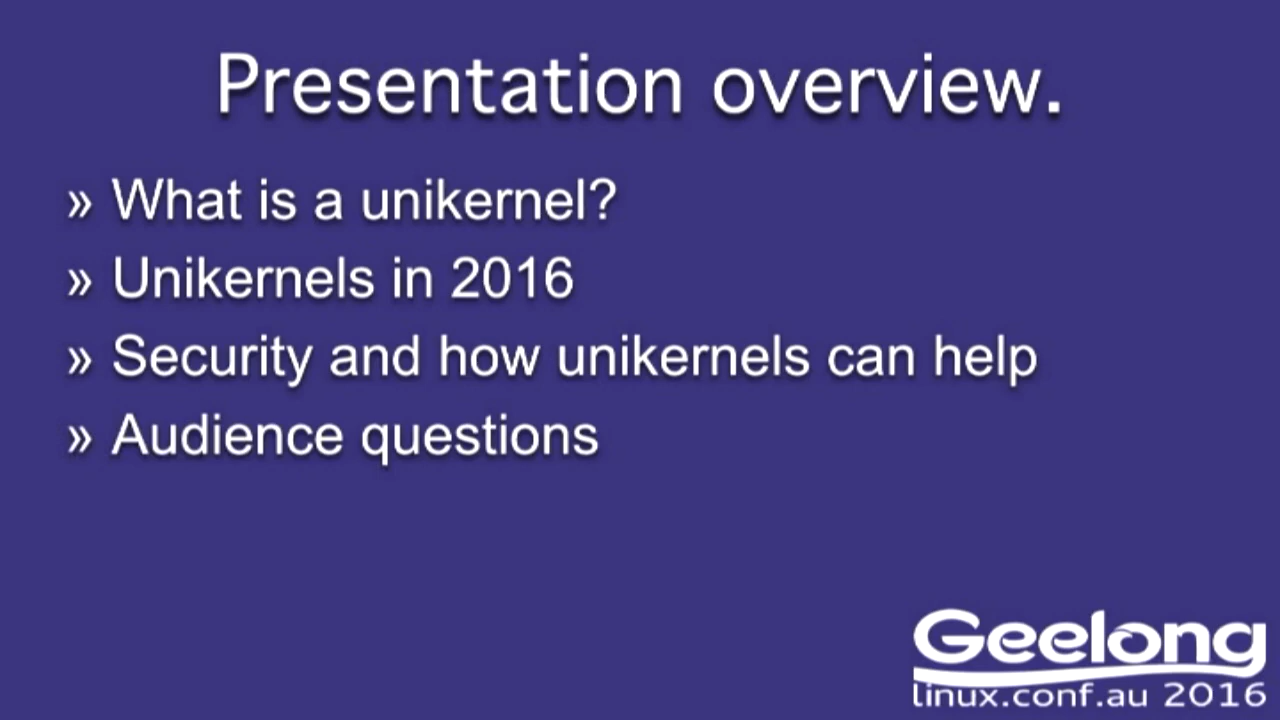 Presentation overview.
» What is a unikernel?
» Unikernels in 2016
» Security and how unikernels can help
» Audience questions
Geelong
linux.conf.au 2016